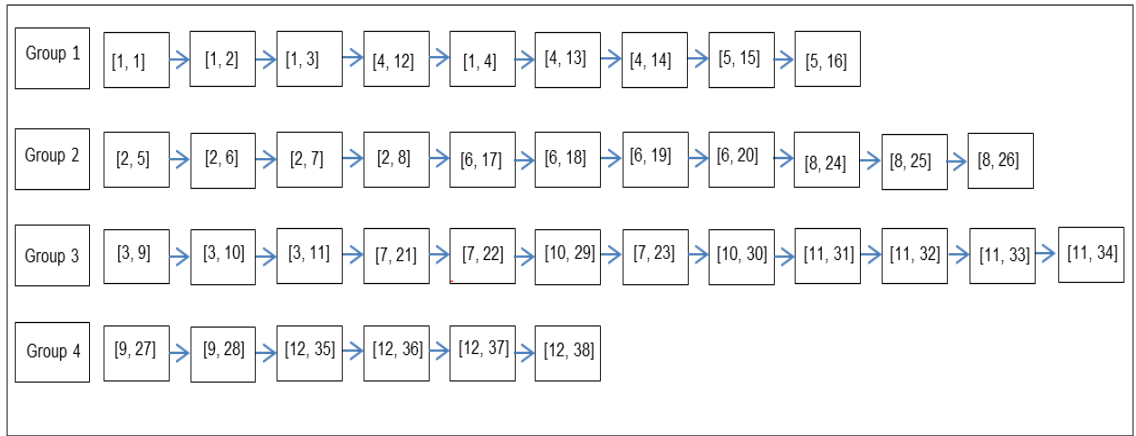 Group 1 [1, 1] [1, 2] [1, 3] [4, 12] [1, 4] [4, 13] [4, 14] [5, 15] [5, 16]
Group 2 [2, 5] [2, 6] [2, 7] [2, 8] [6, 17] [6, 18] [6, 19] [6, 20] [8, 24] [8, 25] [8, 26]
Group 3 [3, 9] [3, 10] [3, 11] [7, 21] [7, 22] [10, 29] [7, 23] [10, 30] [11, 31] [11, 32] [11, 33] [11, 34]
Group 4 [9, 27] [9, 28] [12, 35] [12, 36] [12, 37] [12, 38]